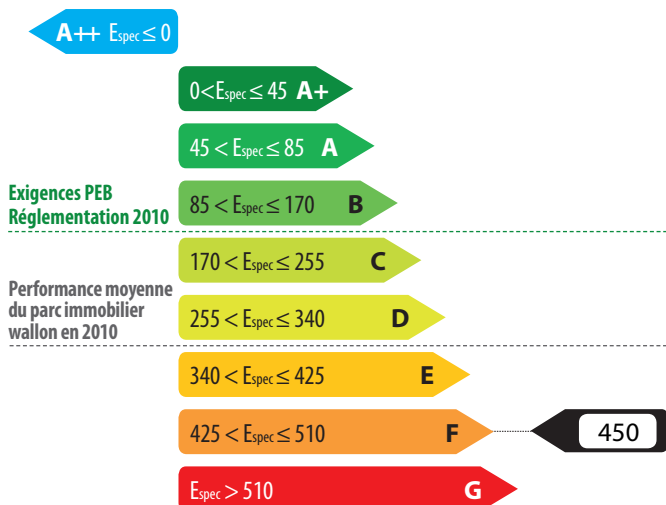 A++ Espec ≤ 0
0 < Espec ≤ 45 A+
45 < Espec ≤ 85 A
Exigences PEB
Réglementation 2010
85 < Espec ≤ 170 B
170 < Espec ≤ 255 C
Performance moyenne
du parc immobilier
wallon en 2010
255 < Espec ≤ 340 D
340 < Espec ≤ 425 E
425 < Espec ≤ 510 F
450
Espec > 510 G